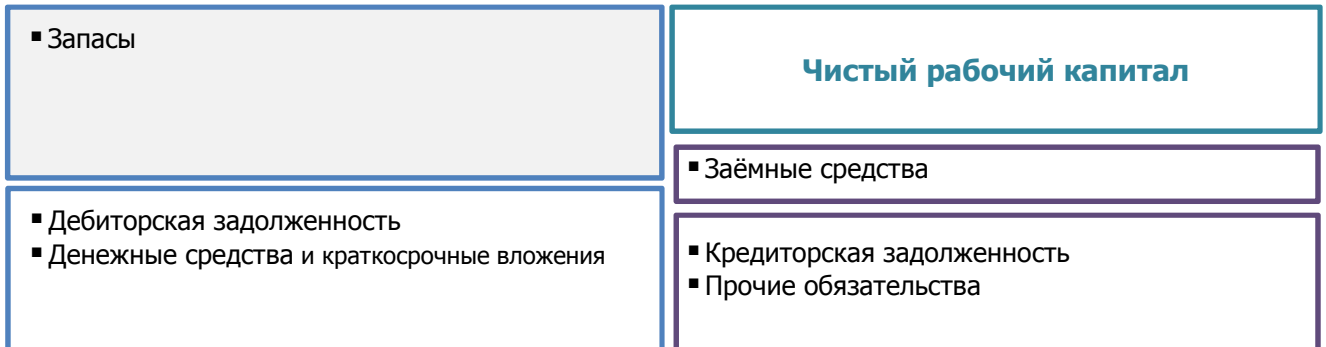 ▪ Запасы
▪ Дебиторская задолженность
▪ Денежные средства и краткосрочные вложения
Чистый рабочий капитал
▪ Заёмные средства
▪ Кредиторская задолженность
▪ Прочие обязательства